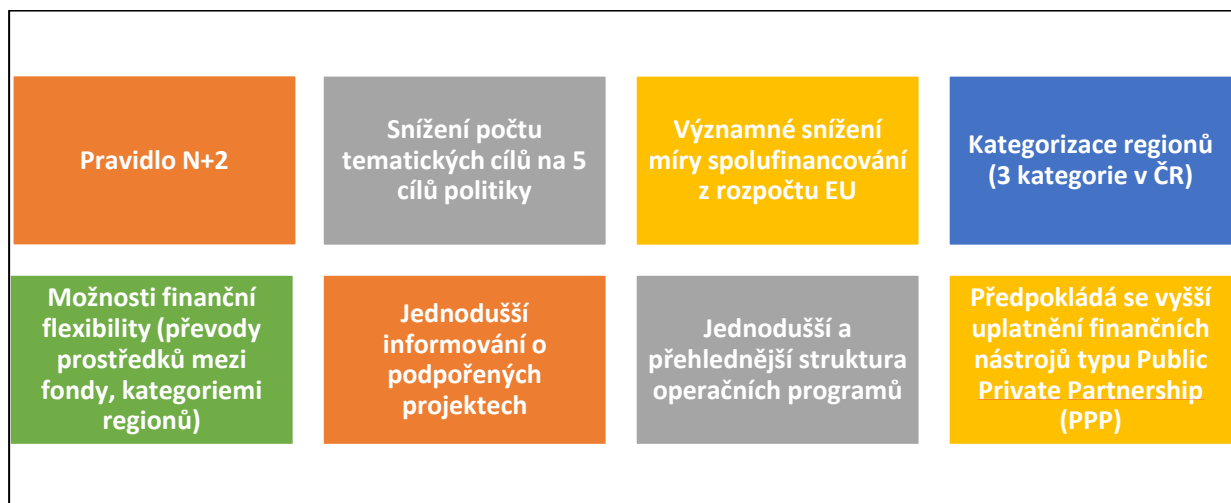 Pravidlo N+2
Snížení počtu
tematických cílů na 5
cílů politiky
Významné snížení
míry spolufinancování
z rozpočtu EU
Kategorizace regionů
(3 kategorie v ČR)
Možnosti finanční
flexibility (převody
prostředků mezi
fondy, kategoriemi
regionů)
Jednodušší
informování o
podpořených
projektech
Jednodušší a
přehlednější struktura
operačních programů
Předpokládá se vyšší
uplatnění finančních
nástrojů typu Public
Private Partnership
(PPP)